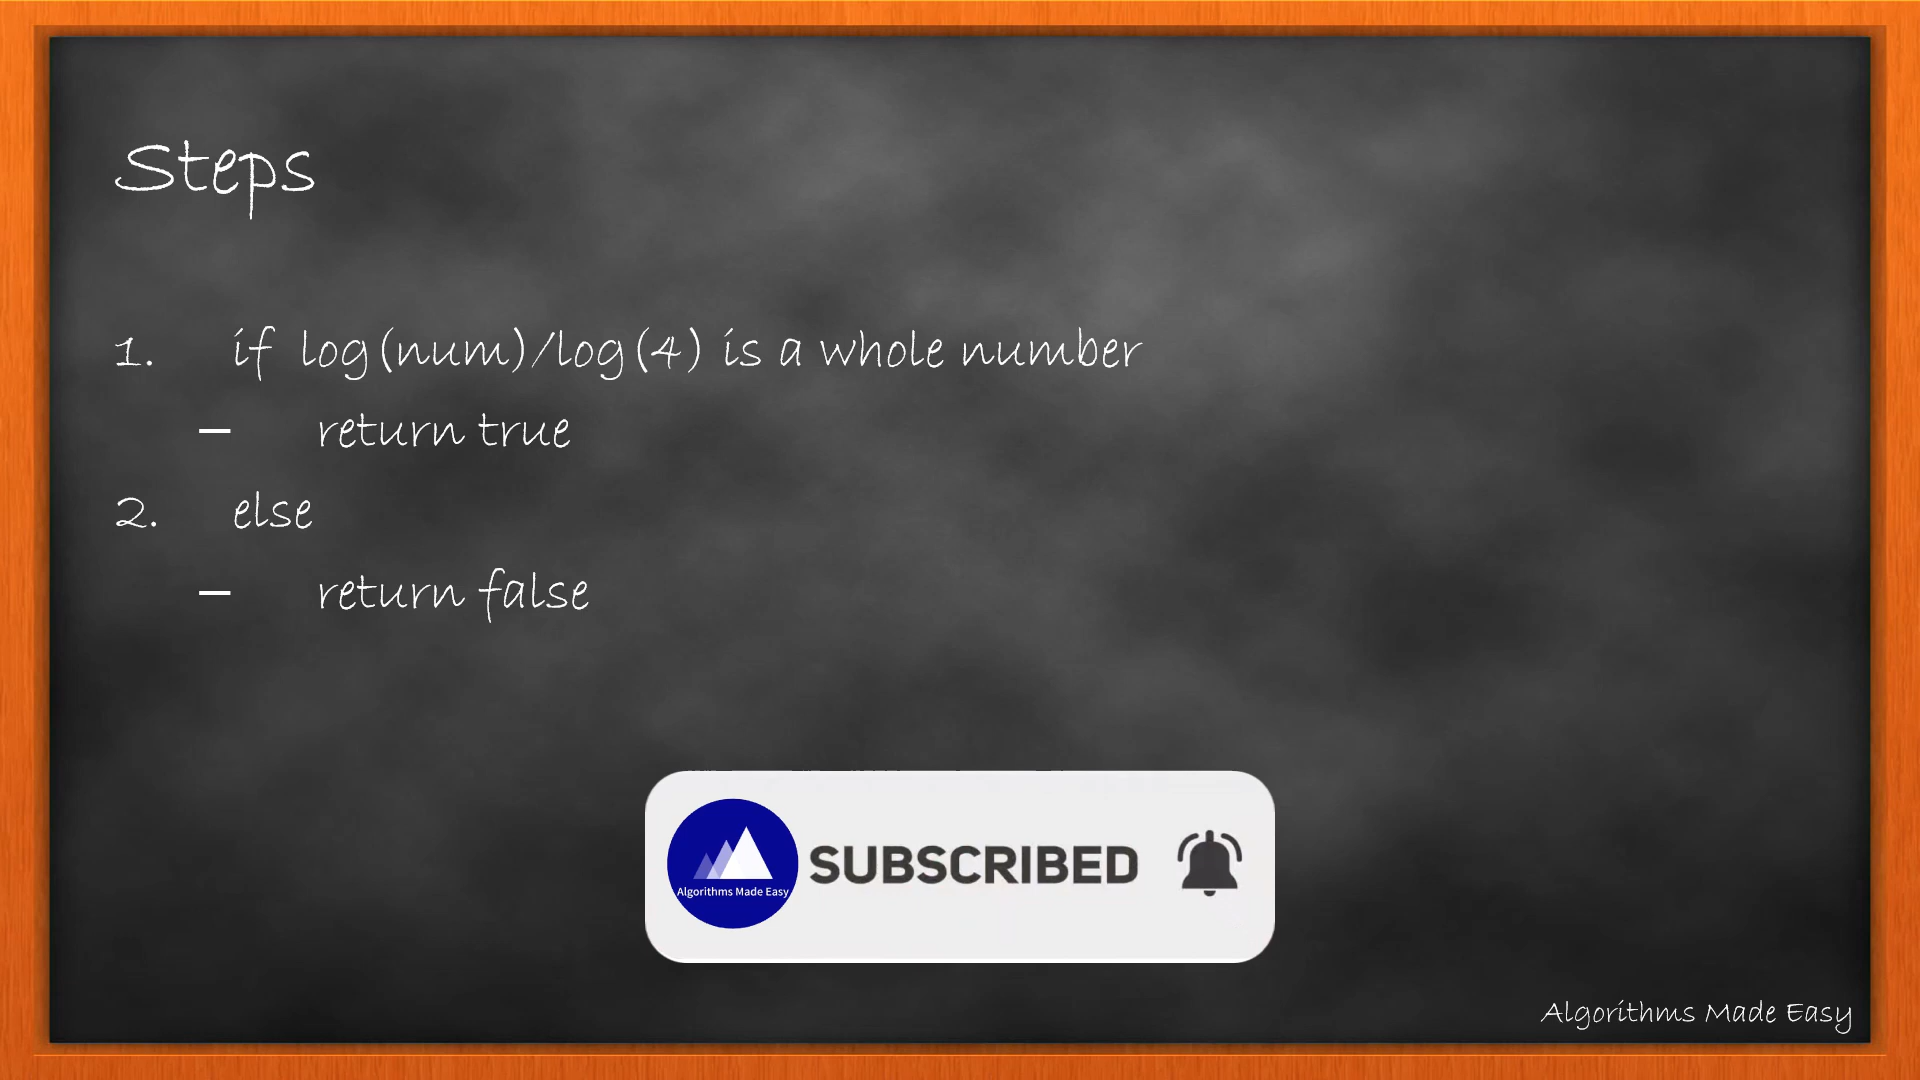 Steps
1. if log(num)/log(4) is a whole number
– return true
2. else
– return false
Algorithms Made Easy
SUBSCRIBED
Algorithms Made Easy